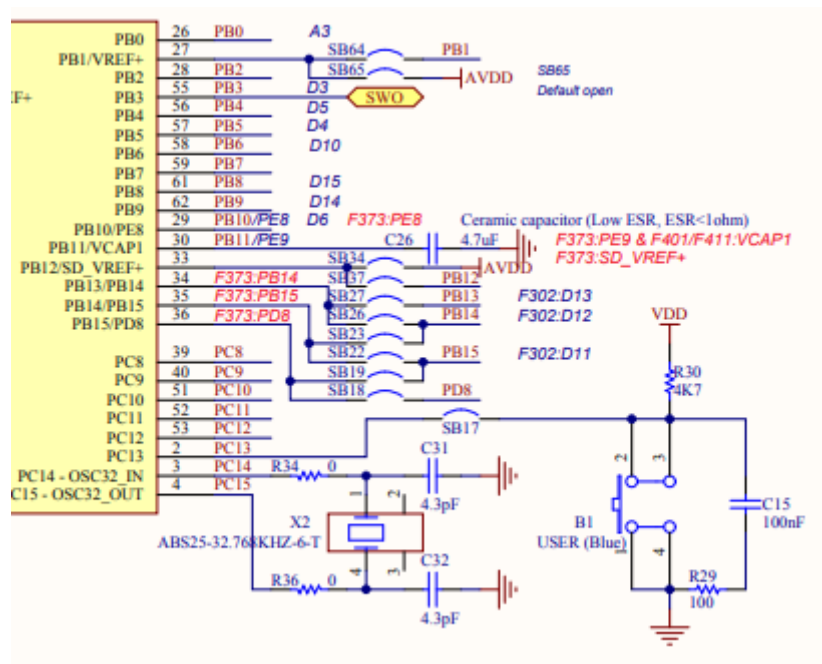 PB0 26 PB0 A3
PB1/VREF+ 27 SB64 PB1
PB2 28 PB2 SB65 AVDD SB65
F+ PB3 55 PB3 D3 SWO Default open
PB4 56 PB4 D5
PB5 57 PB5 D4
PB6 58 PB6 D10
PB7 59 PB7
PB8 61 PB8 D15
PB9 62 PB9 D14
PB10/PE8 29 PB10/PE8 D6 F373:PE8 Ceramic capacitor (Low ESR, ESR<1ohm)
PB11/VCAP1 30 PB11/PE9 C26 4.7uF F373:PE9 & F401/F411:VCAP1
PB12/SD_VREF+ 33 SB34 AVDD F373:SD_VREF+
PB13/PB14 34 F373:PB14 SB37 PB12
PB14/PB15 35 F373:PB15 SB27 PB13 F302:D13
PB15/PD8 36 F373:PD8 SB26 PB14 F302:D12 VDD
SB23
PC8 39 PC8 SB22 PB15 F302:D11
PC9 40 PC9 SB19 R30
PC10 51 PC10 SB18 PD8 4K7
PC11 52 PC11
PC12 53 PC12 SB17
PC13 2 PC13 2 3
PC14 - OSC32_IN 3 PC14 R34 0 C31
C15 - OSC32_OUT 4 PC15 4.3pF
1 2 C15
X2 B1 100nF
ABS25-32.768KHZ-6-T USER (Blue) 1 4
4 3 C32
R36 0 R29
4.3pF 100